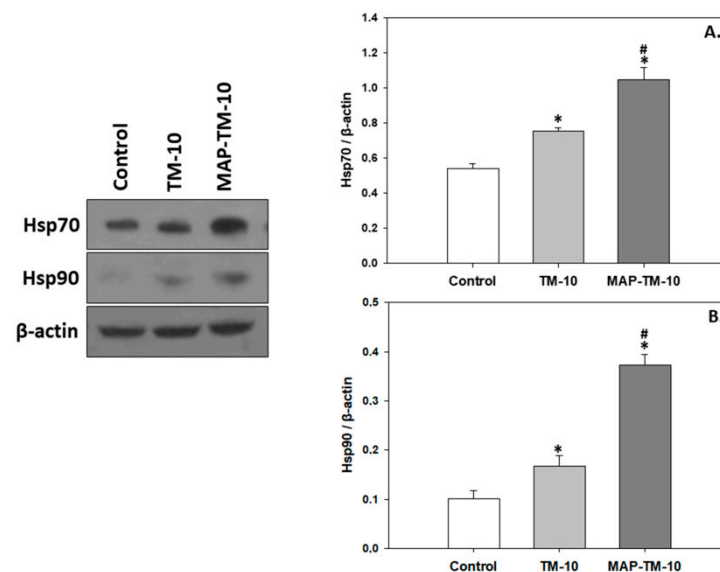 Control
TM-10
MAP-TM-10
Hsp70
Hsp90
β-actin
A.
1.4
1.2
1.0
0.8
0.6
0.4
0.2
0.0
Hsp70 / β-actin
*
#
*
Control TM-10 MAP-TM-10
B
0.5
0.4
0.3
0.2
0.1
0.0
Hsp90 / β-actin
*
#
*
Control TM-10 MAP-TM-10